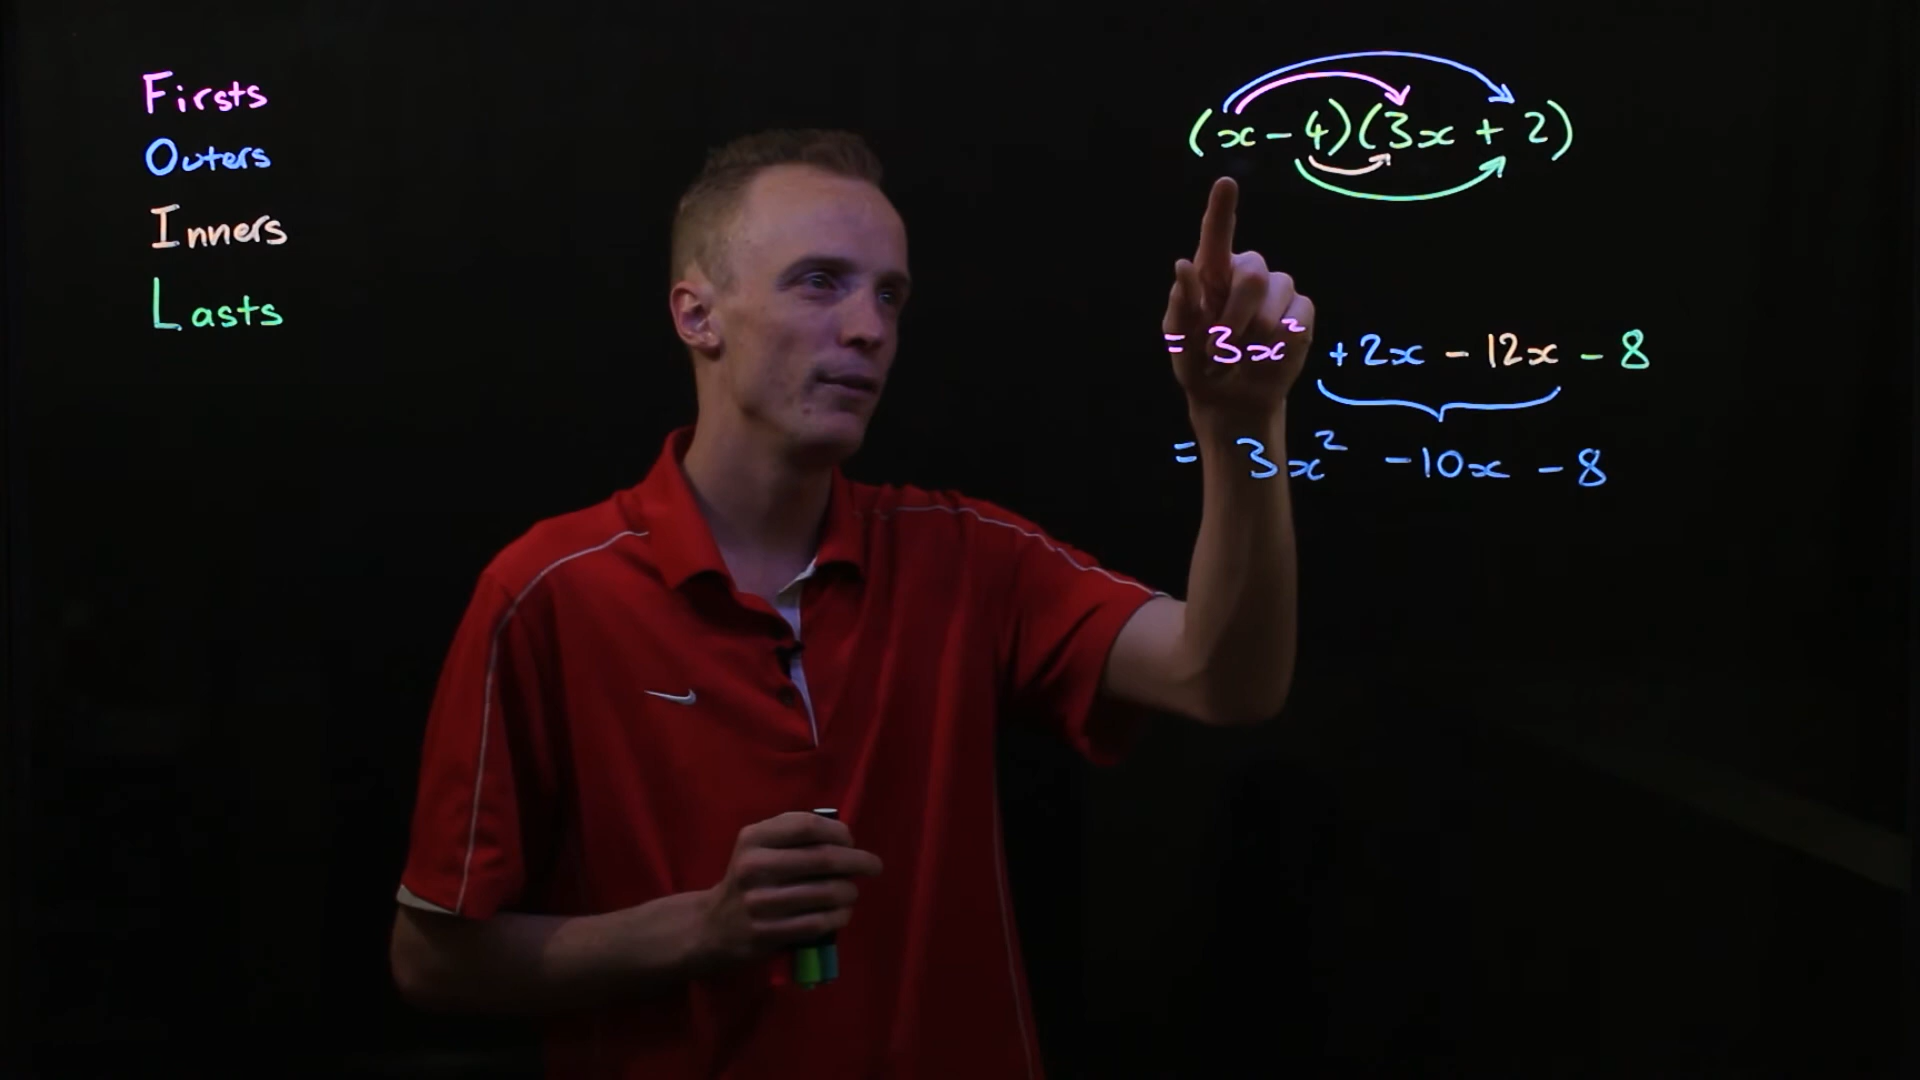 Firsts
Outers
Inners
Lasts
(x - 4)(3x + 2)
= 3x² + 2x - 12x - 8
= 3x² - 10x - 8